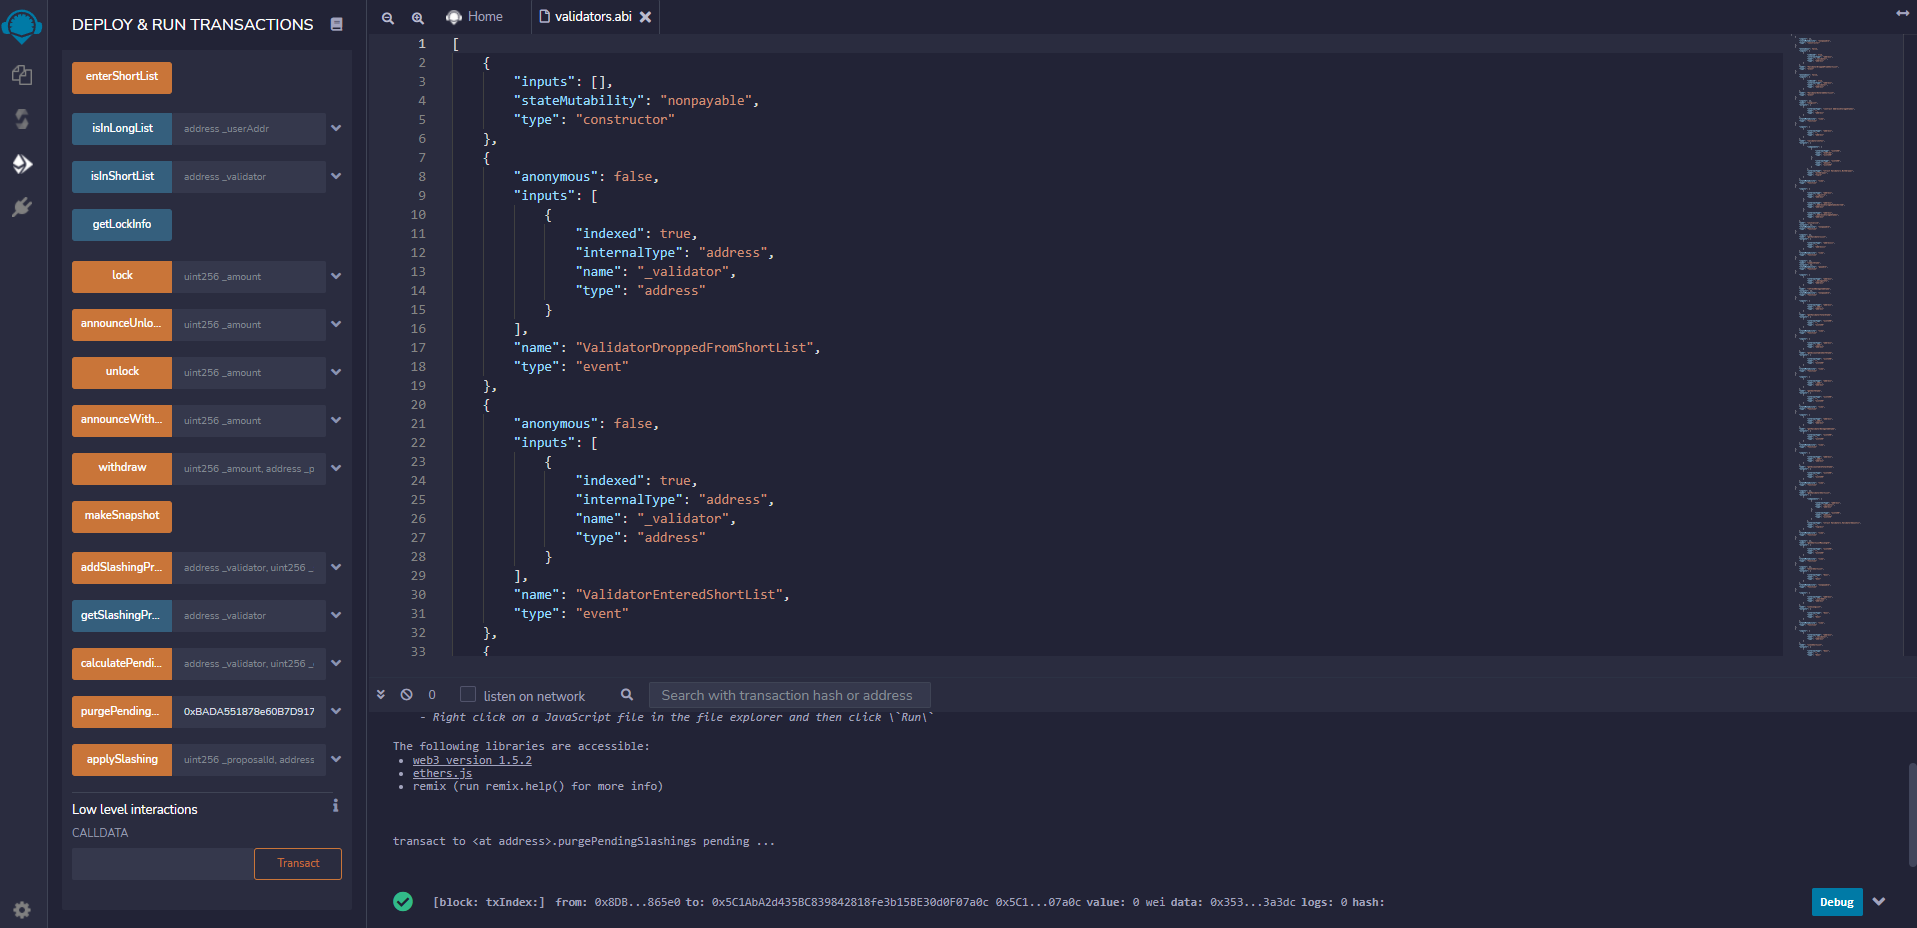 DEPLOY & RUN TRANSACTIONS
enterShortList
isInLongList address _userAddr
isInShortList address _validator
getLockInfo
lock uint256 _amount
announceUnlo... uint256 _amount
unlock uint256 _amount
announceWith... uint256 _amount
withdraw uint256 _amount, address _p
makeSnapshot
addSlashingPr... address _validator, uint256 _
getSlashingPr... address _validator
calculatePendi... address _validator, uint256 _
purgePending... 0xBADA551878e60B7D917
applySlashing uint256 _proposalId, address
Low level interactions
CALLDATA
Transact
Home validators.abi
1 [
2 {
3 "inputs": [],
4 "stateMutability": "nonpayable",
5 "type": "constructor"
6 },
7 {
8 "anonymous": false,
9 "inputs": [
10 {
11 "indexed": true,
12 "internalType": "address",
13 "name": "_validator",
14 "type": "address"
15 }
16 ],
17 "name": "ValidatorDroppedFromShortList",
18 "type": "event"
19 },
20 {
21 "anonymous": false,
22 "inputs": [
23 {
24 "indexed": true,
25 "internalType": "address",
26 "name": "_validator",
27 "type": "address"
28 }
29 ],
30 "name": "ValidatorEnteredShortList",
31 "type": "event"
32 },
33 {
0 listen on network Search with transaction hash or address
- Right click on a JavaScript file in the file explorer and then click \`Run\`
The following libraries are accessible:
• web3 version 1.5.2
• ethers.js
• remix (run remix.help() for more info)
transact to <at address>.purgePendingSlashings pending ...
[block: txIndex:] from: 0x8DB...865e0 to: 0x5C1AbA2d435BC839842818fe3b15BE30d0F07a0c 0x5C1...07a0c value: 0 wei data: 0x353...3a3dc logs: 0 hash:
Debug